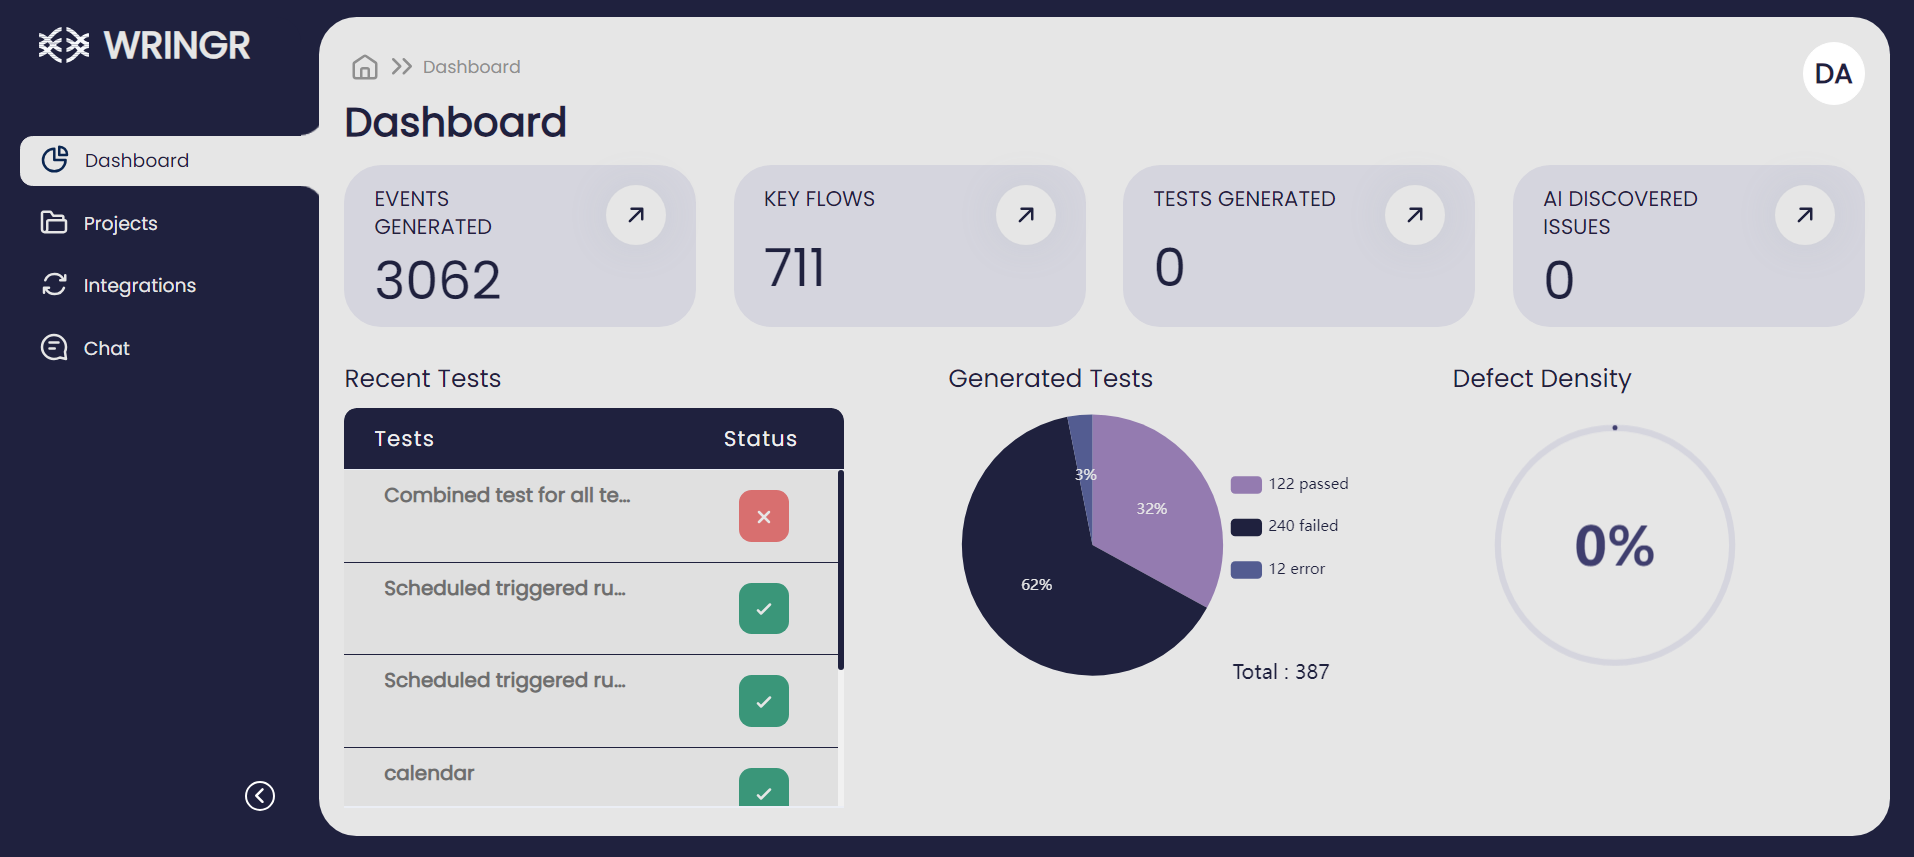 WRINGR
Dashboard
Projects
Integrations
Chat
Dashboard
DA
Dashboard
EVENTS
GENERATED
3062
KEY FLOWS
711
TESTS GENERATED
0
AI DISCOVERED
ISSUES
0
Recent Tests
Tests Status
Combined test for all te...
Scheduled triggered ru...
Scheduled triggered ru...
calendar
Generated Tests
3%
32%
62%
122 passed
240 failed
12 error
Total : 387
Defect Density
0%